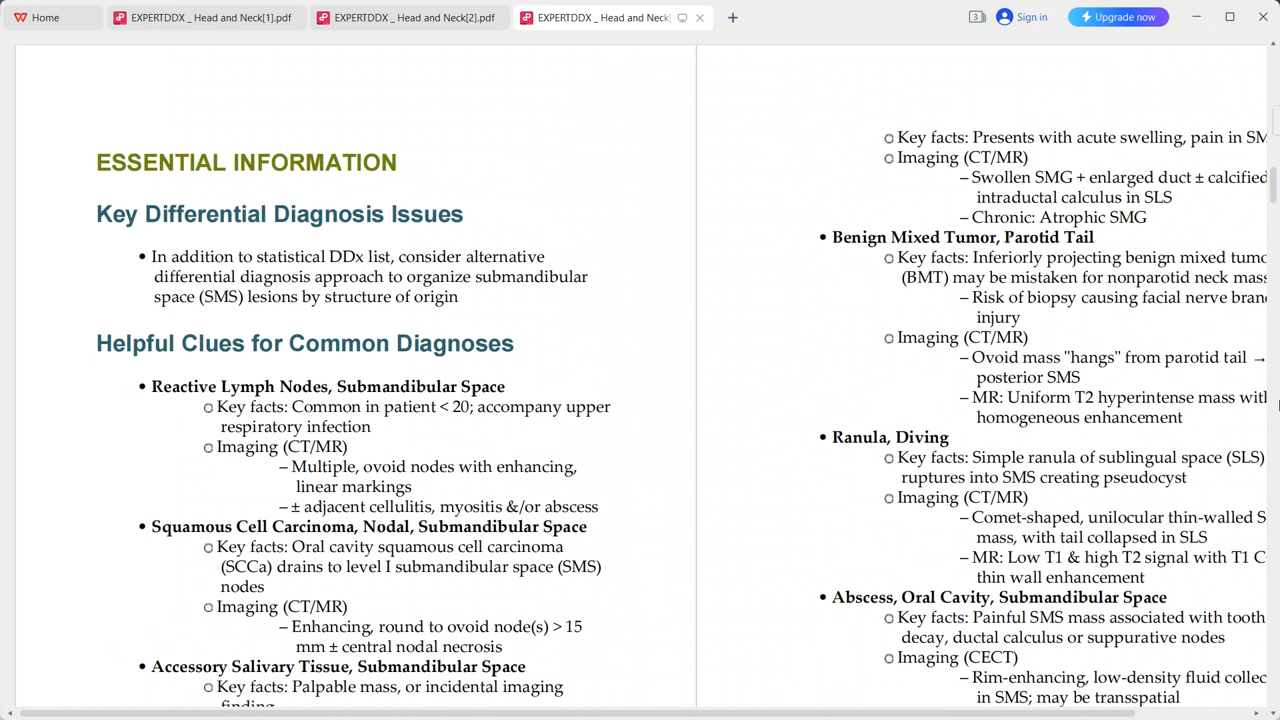 Home
EXPERTDDX _ Head and Neck[1].pdf
EXPERTDDX _ Head and Neck[2].pdf
EXPERTDDX _ Head and Neck[
3
Sign in
Upgrade now
ESSENTIAL INFORMATION
Key Differential Diagnosis Issues
• In addition to statistical DDx list, consider alternative
differential diagnosis approach to organize submandibular
space (SMS) lesions by structure of origin
Helpful Clues for Common Diagnoses
• Reactive Lymph Nodes, Submandibular Space
Key facts: Common in patient < 20; accompany upper
respiratory infection
Imaging (CT/MR)
– Multiple, ovoid nodes with enhancing,
linear markings
– ± adjacent cellulitis, myositis &/or abscess
• Squamous Cell Carcinoma, Nodal, Submandibular Space
Key facts: Oral cavity squamous cell carcinoma
(SCCa) drains to level I submandibular space (SMS)
nodes
Imaging (CT/MR)
– Enhancing, round to ovoid node(s) > 15
mm ± central nodal necrosis
• Accessory Salivary Tissue, Submandibular Space
Key facts: Palpable mass, or incidental imaging
finding
Key facts: Presents with acute swelling, pain in SM
Imaging (CT/MR)
– Swollen SMG + enlarged duct ± calcified
intraductal calculus in SLS
– Chronic: Atrophic SMG
• Benign Mixed Tumor, Parotid Tail
Key facts: Inferiorly projecting benign mixed tumo
(BMT) may be mistaken for nonparotid neck mass
– Risk of biopsy causing facial nerve bran
injury
Imaging (CT/MR)
– Ovoid mass "hangs" from parotid tail →
posterior SMS
– MR: Uniform T2 hyperintense mass with
homogeneous enhancement
• Ranula, Diving
Key facts: Simple ranula of sublingual space (SLS)
ruptures into SMS creating pseudocyst
Imaging (CT/MR)
– Comet-shaped, unilocular thin-walled S
mass, with tail collapsed in SLS
– MR: Low T1 & high T2 signal with T1 C
thin wall enhancement
• Abscess, Oral Cavity, Submandibular Space
Key facts: Painful SMS mass associated with tooth
decay, ductal calculus or suppurative nodes
Imaging (CECT)
– Rim-enhancing, low-density fluid collec
in SMS; may be transspatial